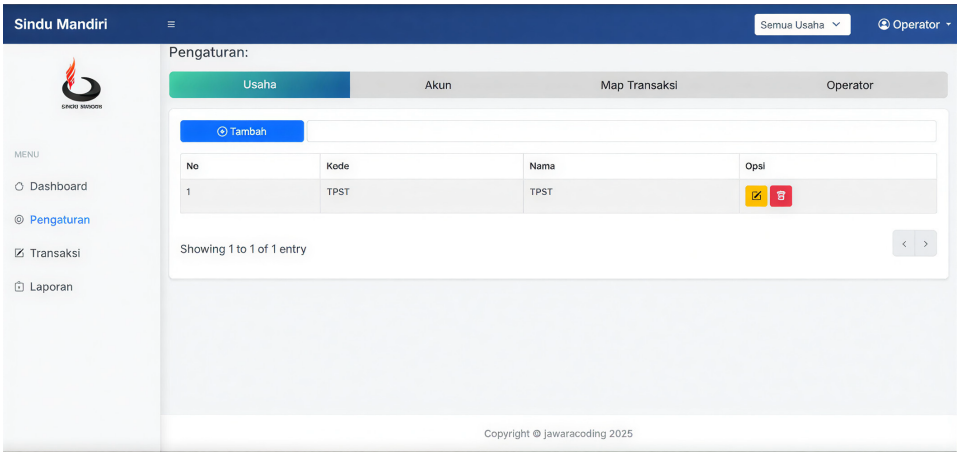 Sindu Mandiri
Semua Usaha
Operator
Pengaturan:
Usaha Akun Map Transaksi Operator
Tambah
MENU
Dashboard
Pengaturan
Transaksi
Laporan
No Kode Nama Opsi
1 TPST TPST
Showing 1 to 1 of 1 entry
Copyright © jawaracoding 2025